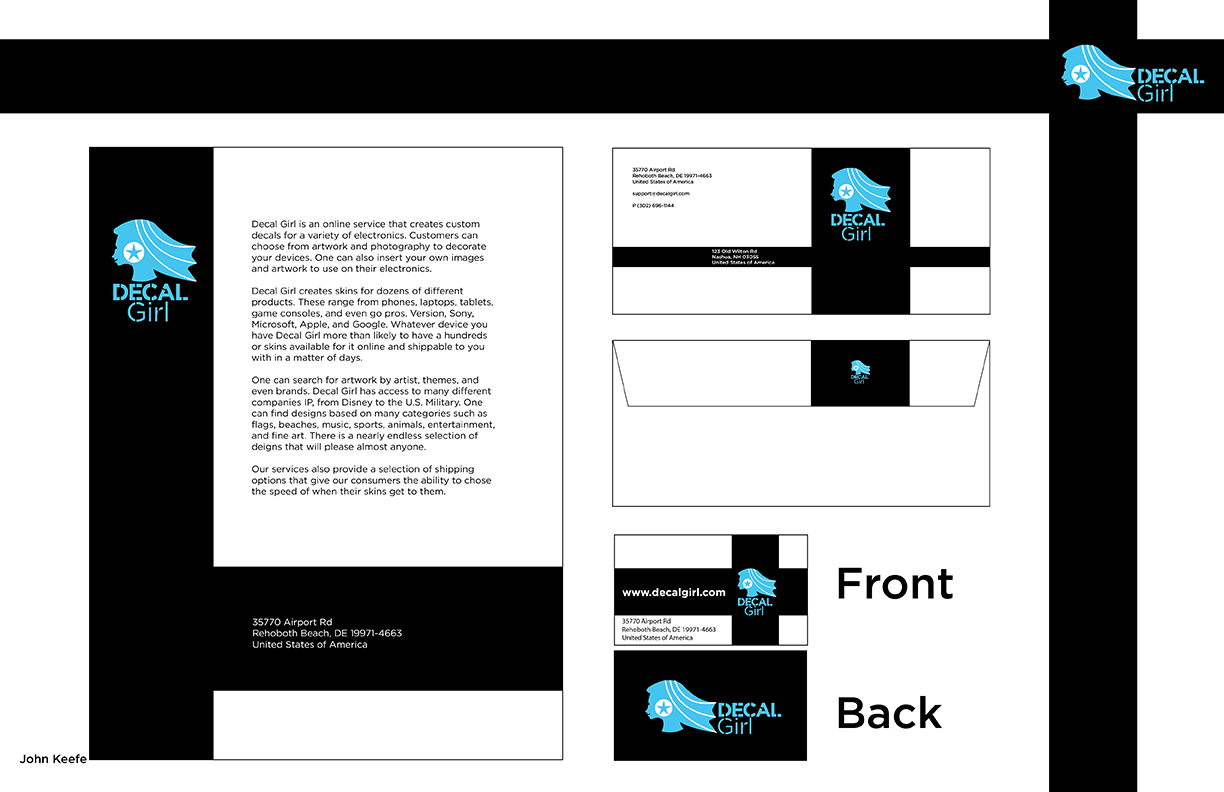 DECAL
Girl
DECAL
Girl
Decal Girl is an online service that creates custom
decals for a variety of electronics. Customers can
choose from artwork and photography to decorate
your devices. One can also insert your own images
and artwork to use on their electronics.
Decal Girl creates skins for dozens of different
products. These range from phones, laptops, tablets,
game consoles, and even go pros. Version, Sony,
Microsoft, Apple, and Google. Whatever device you
have Decal Girl more than likely to have a hundreds
or skins available for it online and shippable to you
with in a matter of days.
One can search for artwork by artist, themes, and
even brands. Decal Girl has access to many different
companies IP, from Disney to the U.S. Military. One
can find designs based on many categories such as
flags, beaches, music, sports, animals, entertainment,
and fine art. There is a nearly endless selection of
deigns that will please almost anyone.
Our services also provide a selection of shipping
options that give our consumers the ability to chose
the speed of when their skins get to them.
35770 Airport Rd
Rehoboth Beach, DE 19971-4663
United States of America
John Keefe
35770 Airport Rd
Rehoboth Beach, DE 19971-4663
United States of America
support@decalgirl.com
P (302) 696-1144
DECAL
Girl
123 Old Wilton Rd
Nashua, NH 03055
United States of America
DECAL
Girl
www.decalgirl.com
DECAL
Girl
35770 Airport Rd
Rehoboth Beach, DE 19971-4663
United States of America
Front
DECAL
Girl
Back